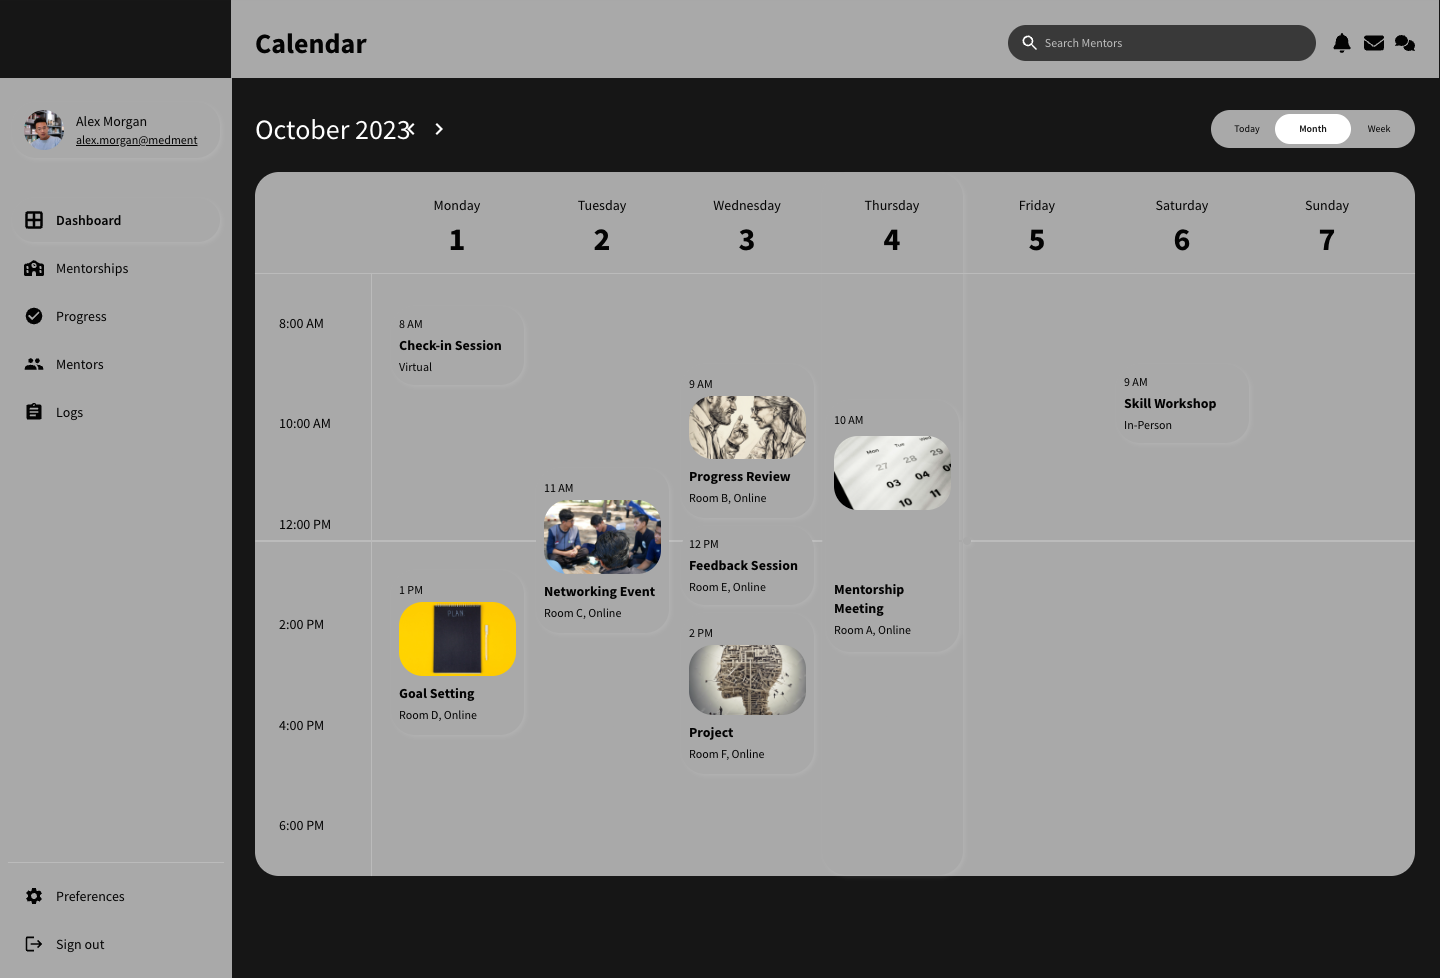 Calendar
Search Mentors
Alex Morgan
alex.morgan@medment
Dashboard
Mentorships
Progress
Mentors
Logs
Preferences
Sign out
October 2023
Today
Month
Week
Monday
1
Tuesday
2
Wednesday
3
Thursday
4
Friday
5
Saturday
6
Sunday
7
8:00 AM
10:00 AM
12:00 PM
2:00 PM
4:00 PM
6:00 PM
8 AM
Check-in Session
Virtual
1 PM
PLAN
Goal Setting
Room D, Online
11 AM
Networking Event
Room C, Online
9 AM
Progress Review
Room B, Online
12 PM
Feedback Session
Room E, Online
2 PM
Project
Room F, Online
10 AM
Mon Tue Wed
27 28 29
03 04
10 11
Mentorship
Meeting
Room A, Online
9 AM
Skill Workshop
In-Person